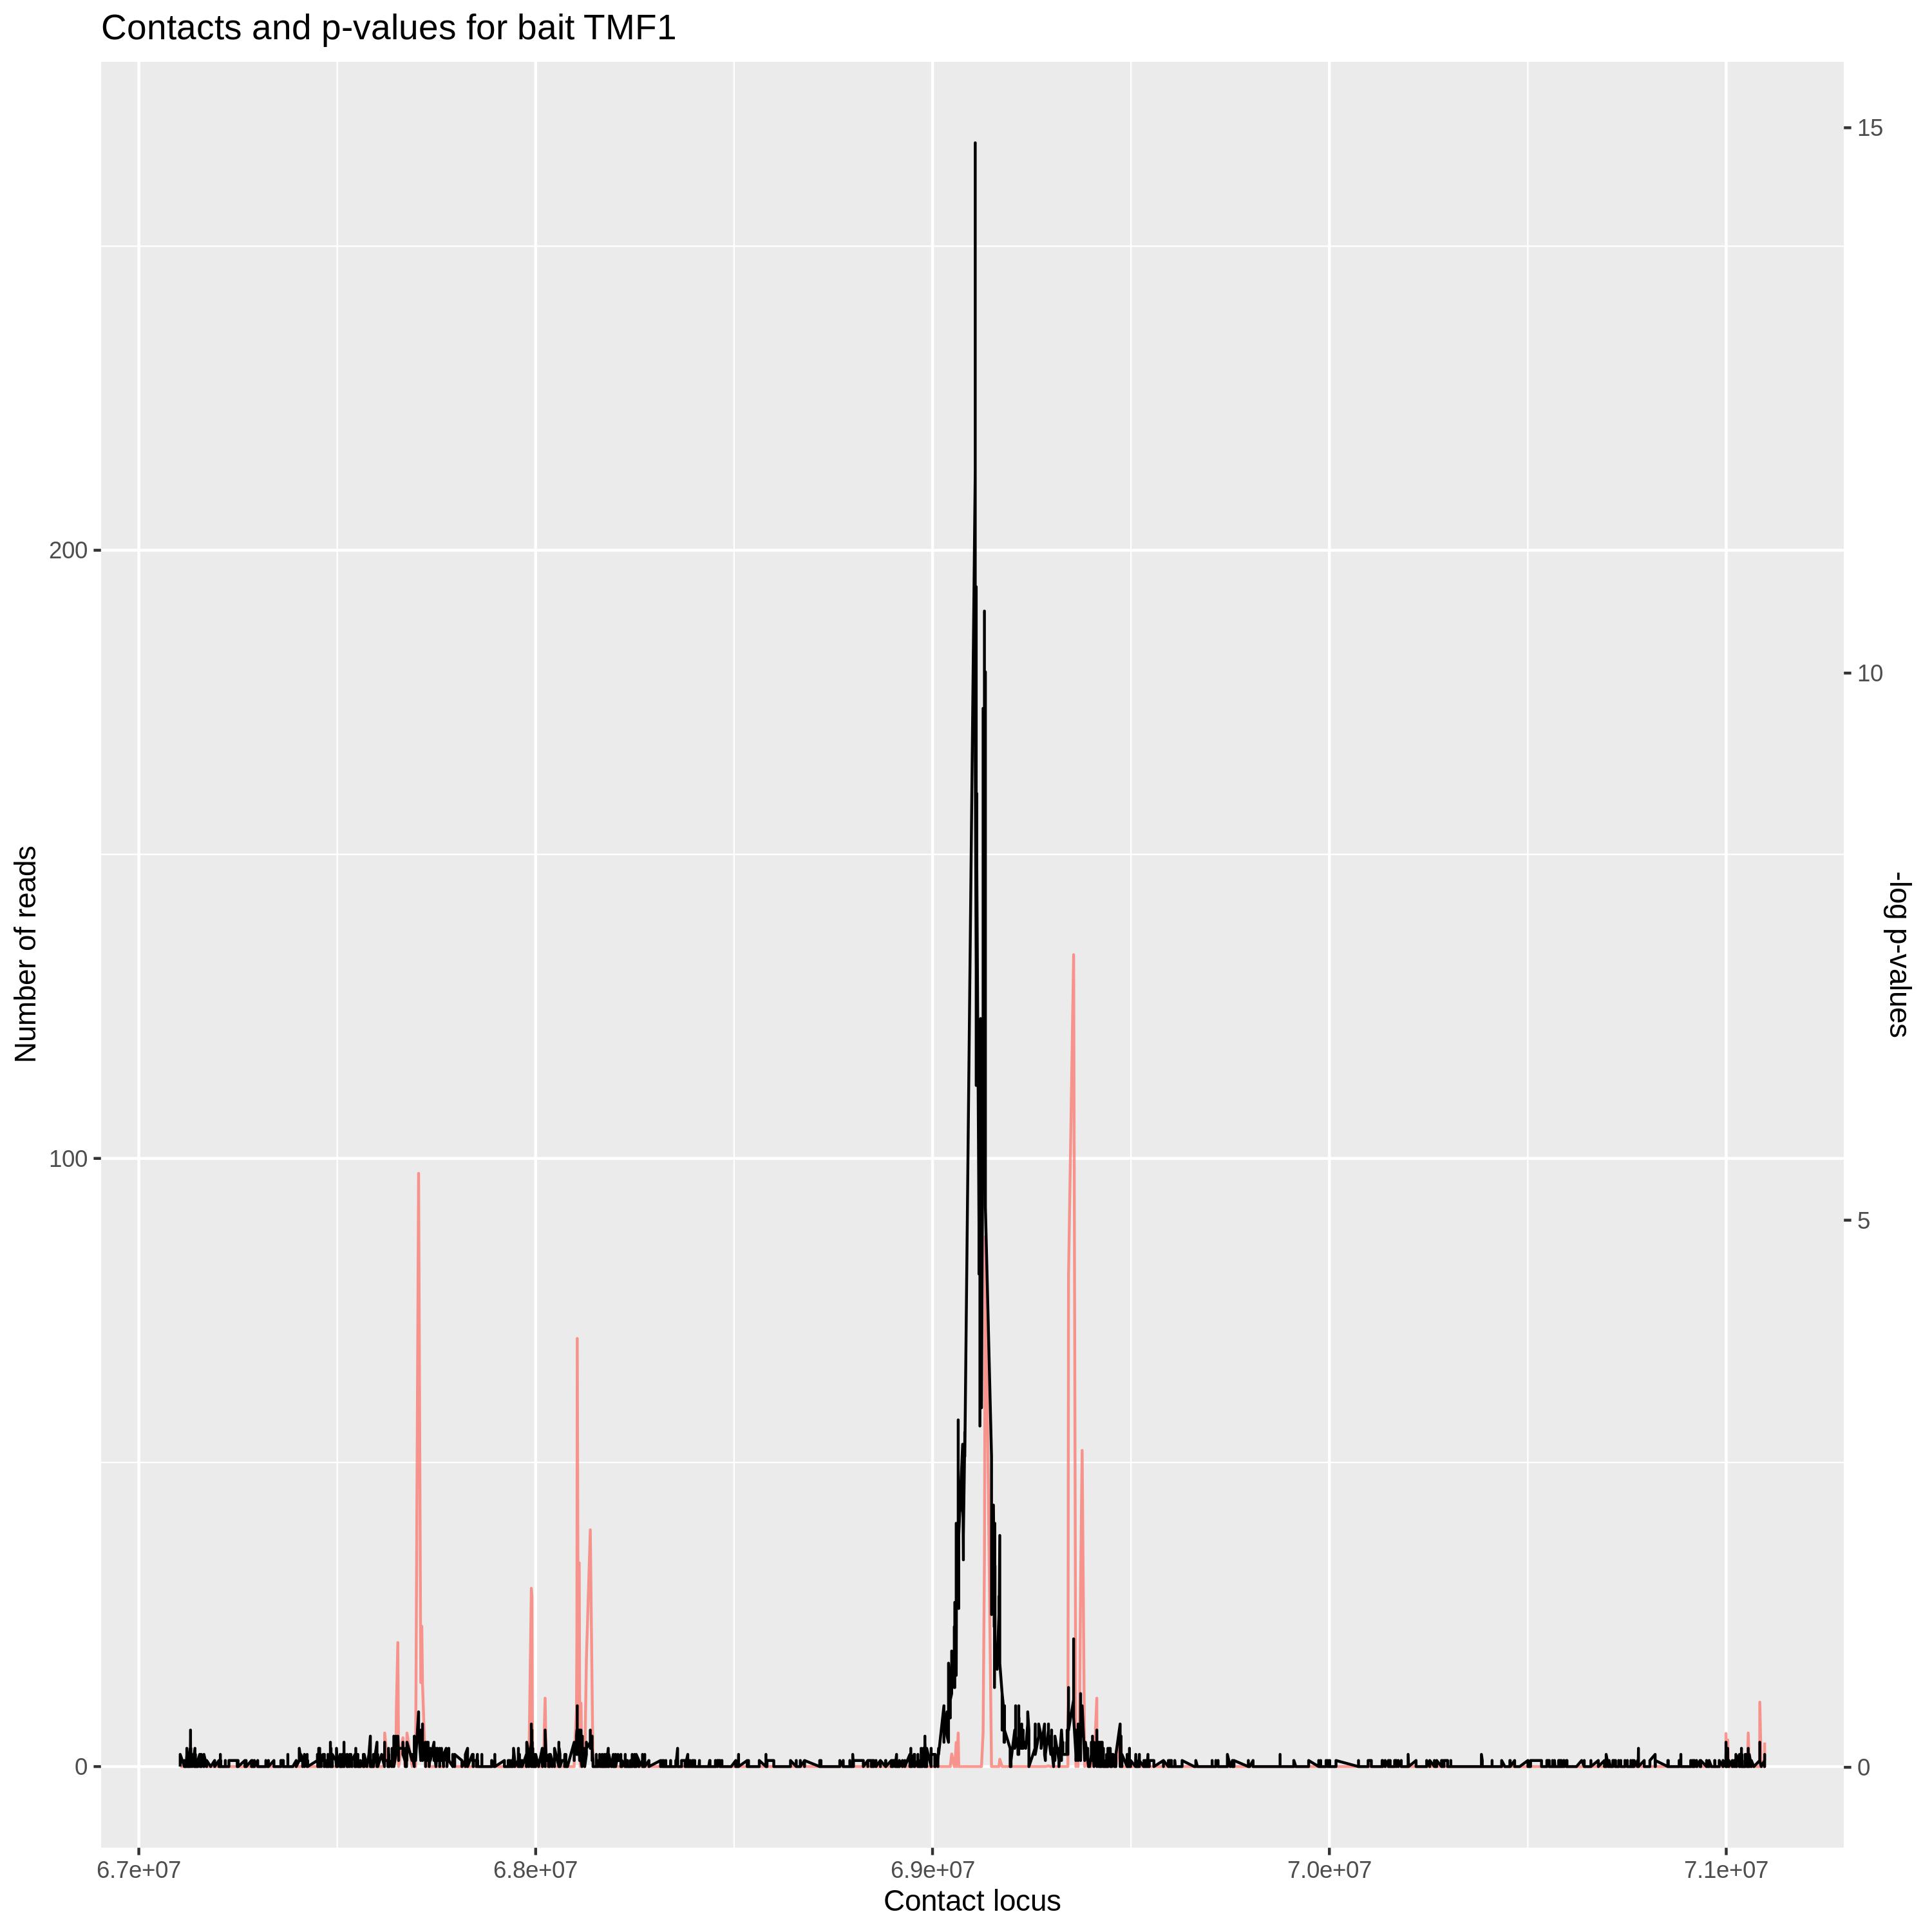 Contacts and p-values for bait TMF1
Number of reads
200
100
0
15
10
5
0
-log p-values
6.7e+07 6.8e+07 6.9e+07 7.0e+07 7.1e+07
Contact locus